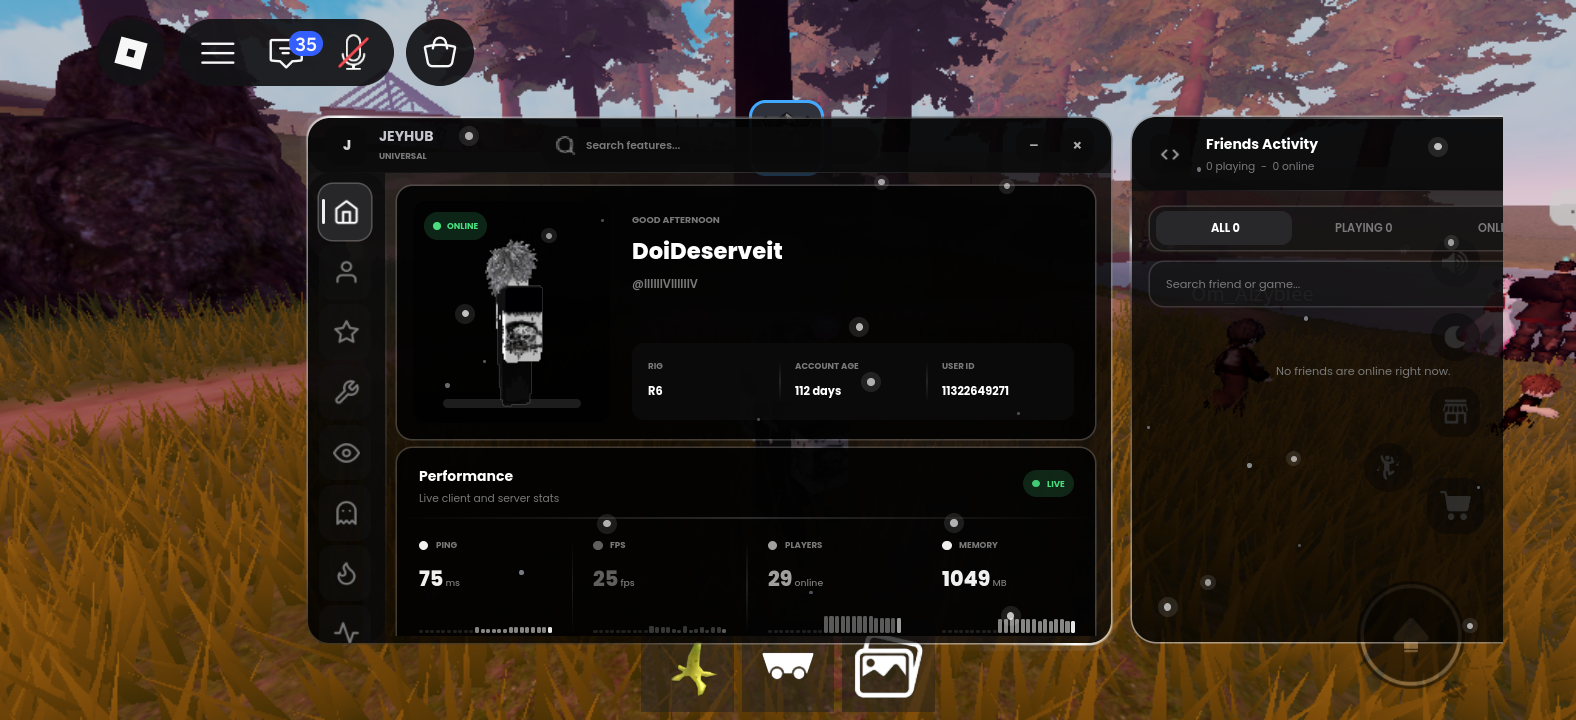 35
J
JEYHUB
UNIVERSAL
Search features...
ONLINE
GOOD AFTERNOON
DoiDeserveit
RIG
R6
ACCOUNT AGE
112 days
USER ID
11322649271
Performance
Live client and server stats
LIVE
PING
75 ms
FPS
25 fps
PLAYERS
29 online
MEMORY
1049 MB
Friends Activity
0 playing - 0 online
ALL 0
PLAYING 0
ONLI
Search friend or game...
Om_Alzyblee
No friends are online right now.